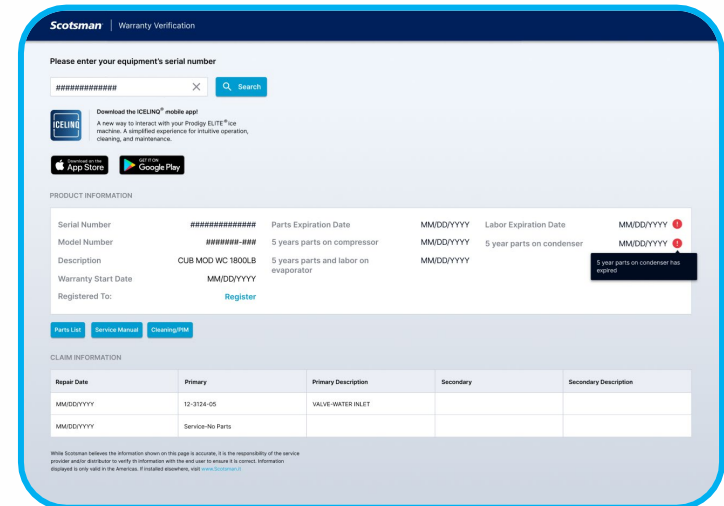 Scotsman | Warranty Verification
Please enter your equipment's serial number
#############
Search
ICELINQ
Download the ICELINQ® mobile app!
A new way to interact with your Prodigy ELITE® ice
machine. A simplified experience for intuitive operation,
cleaning, and maintenance.
Download on the
App Store
GET IT ON
Google Play
PRODUCT INFORMATION
Serial Number ##############
Model Number #######-###
Description CUB MOD WC 1800LB
Warranty Start Date MM/DD/YYYY
Registered To: Register
Parts Expiration Date MM/DD/YYYY
5 years parts on compressor MM/DD/YYYY
5 years parts and labor on MM/DD/YYYY
evaporator
Labor Expiration Date MM/DD/YYYY !
5 year parts on condenser MM/DD/YYYY !
5 year parts on condenser has
expired
Parts List Service Manual Cleaning/PIM
CLAIM INFORMATION
Repair Date Primary Primary Description Secondary Secondary Description
MM/DD/YYYY 12-3124-05 VALVE-WATER INLET
MM/DD/YYYY Service-No Parts
While Scotsman believes the information shown on this page is accurate, it is the responsibility of the service
provider and/or distributor to verify th information with the end user to ensure it is correct. Information
displayed is only valid in the Americas. If installed elsewhere, visit www.Scotsman.it